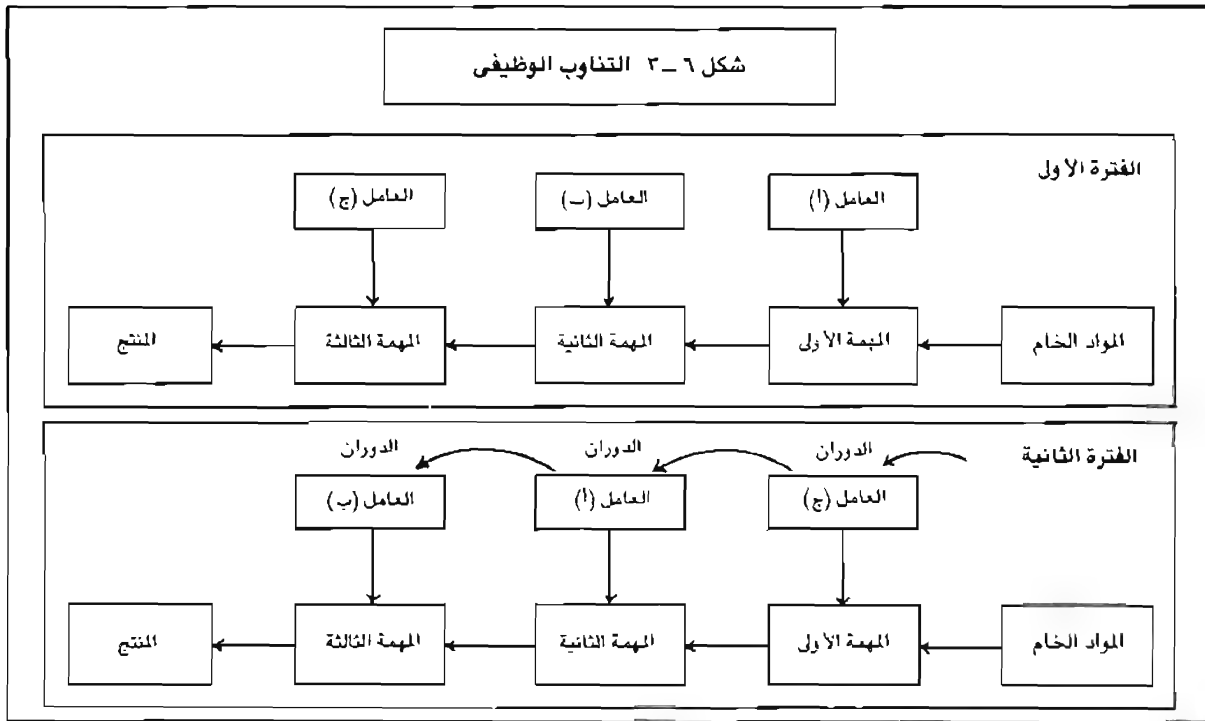 شكل ٦ – ٣ التناوب الوظيفى
الفترة الأولى
العامل (أ)
العامل (ب)
العامل (ج)
المواد الخام
المهمة الأولى
المهمة الثانية
المهمة الثالثة
المنتج
الفترة الثانية
الدوران
الدوران
الدوران
العامل (ج)
العامل (أ)
العامل (ب)
المواد الخام
المهمة الأولى
المهمة الثانية
المهمة الثالثة
المنتج